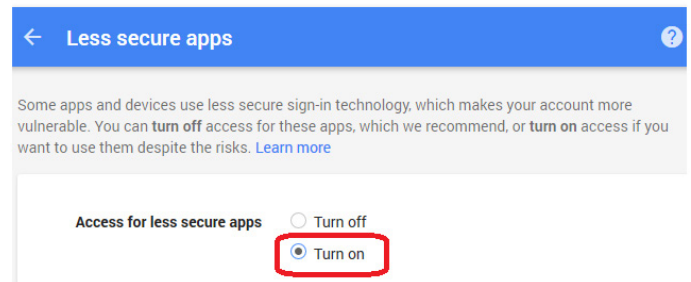 Less secure apps
Some apps and devices use less secure sign-in technology, which makes your account more
vulnerable. You can turn off access for these apps, which we recommend, or turn on access if you
want to use them despite the risks. Learn more
Access for less secure apps
Turn off
Turn on